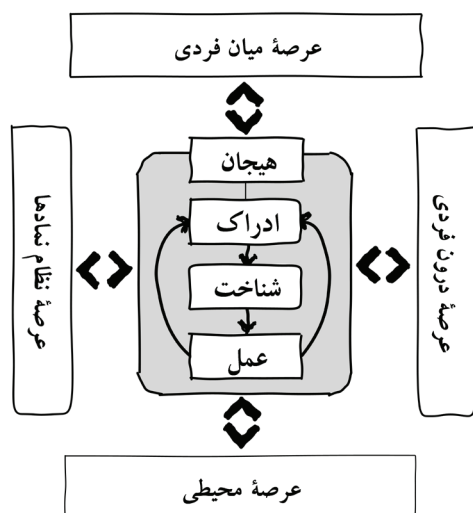 عرصهٔ میان فردی
هیجان
ادراک
شناخت
عمل
عرصهٔ درون فردی
عرصهٔ نظام نمادها
عرصهٔ محیطی